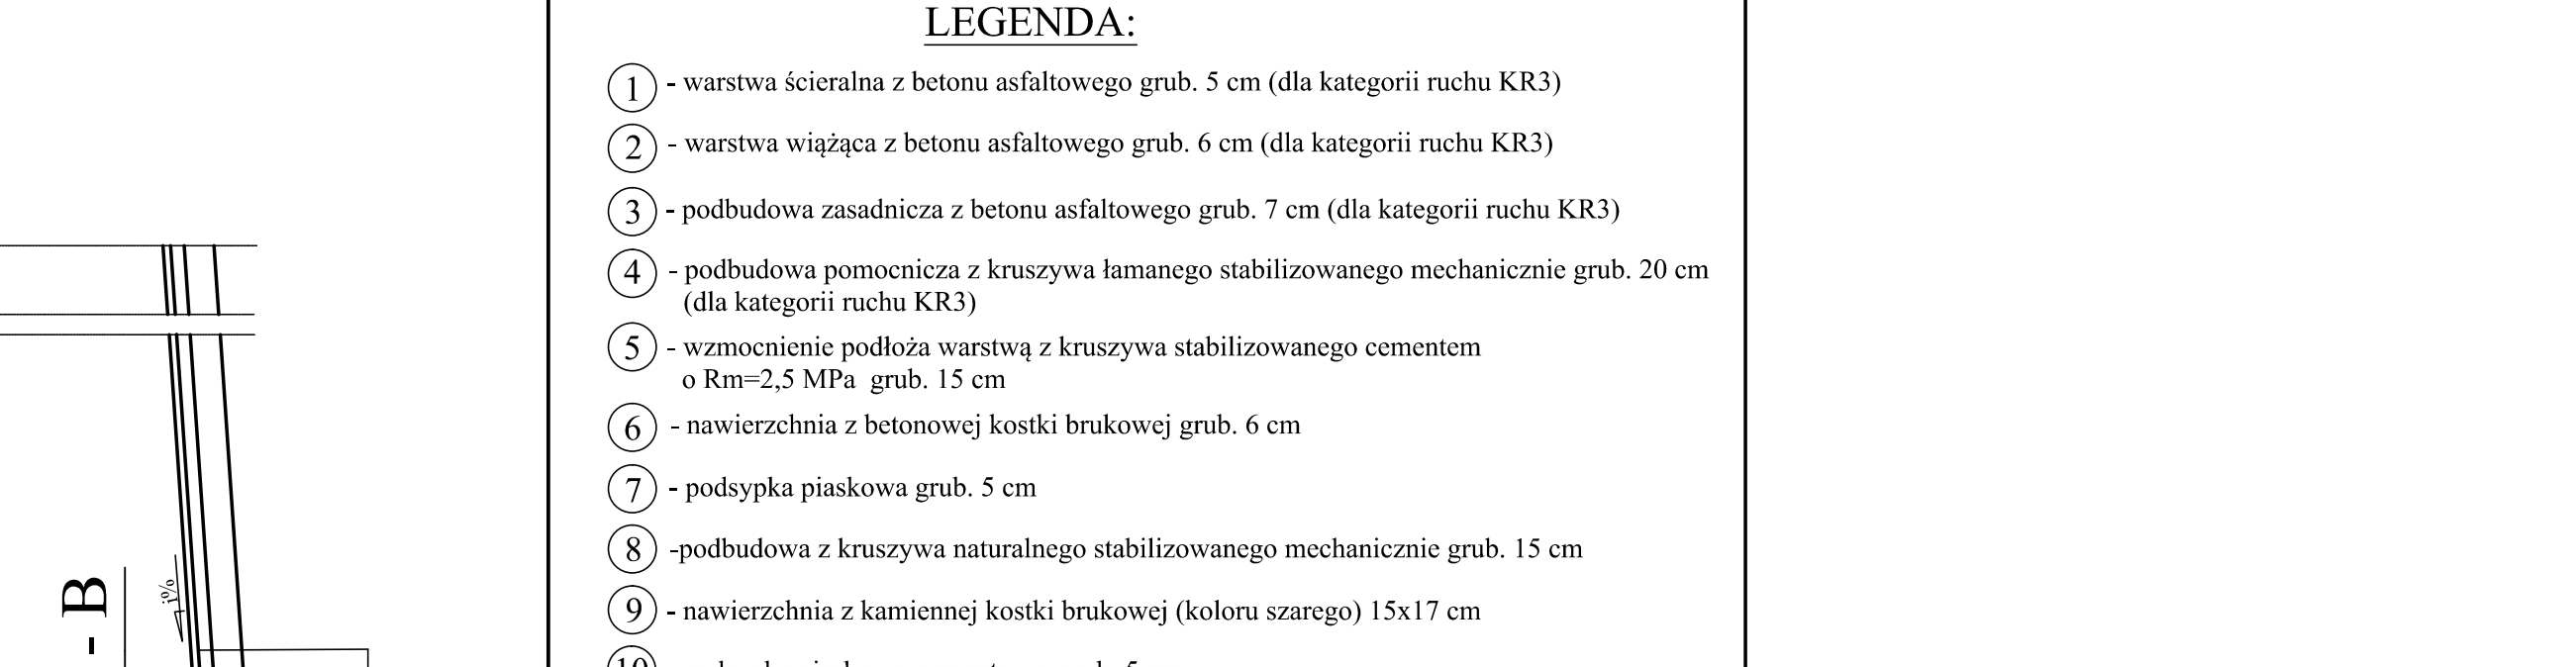 LEGENDA:
1 - warstwa ścieralna z betonu asfaltowego grub. 5 cm (dla kategorii ruchu KR3)
2 - warstwa wiążąca z betonu asfaltowego grub. 6 cm (dla kategorii ruchu KR3)
3 - podbudowa zasadnicza z betonu asfaltowego grub. 7 cm (dla kategorii ruchu KR3)
4 - podbudowa pomocnicza z kruszywa łamanego stabilizowanego mechanicznie grub. 20 cm
(dla kategorii ruchu KR3)
5 - wzmocnienie podłoża warstwą z kruszywa stabilizowanego cementem
o Rm=2,5 MPa grub. 15 cm
6 - nawierzchnia z betonowej kostki brukowej grub. 6 cm
7 - podsypka piaskowa grub. 5 cm
8 -podbudowa z kruszywa naturalnego stabilizowanego mechanicznie grub. 15 cm
9 - nawierzchnia z kamiennej kostki brukowej (koloru szarego) 15x17 cm
10
- B
i%